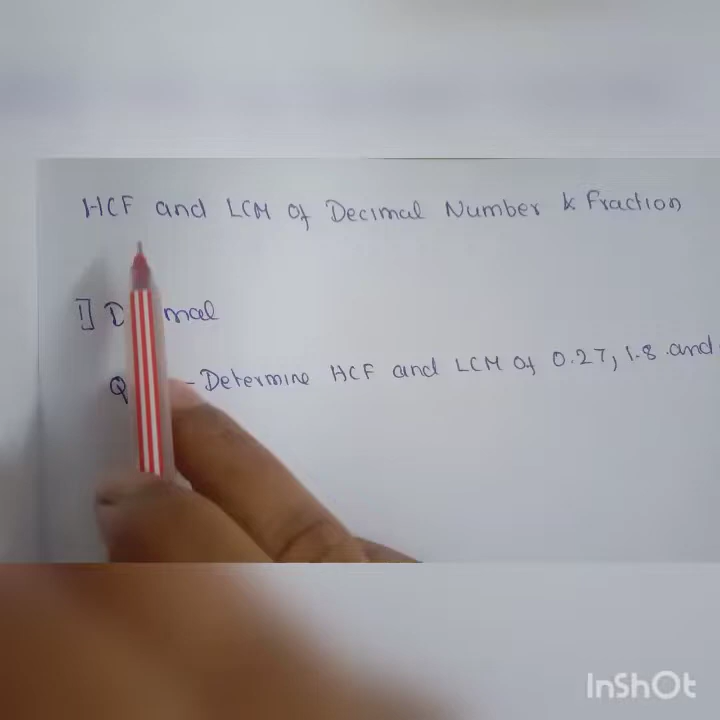 HCF and LCM of Decimal Number & Fraction
1] D mal
Q - Determine HCF and LCM of 0.27, 1.8 and
InShOt